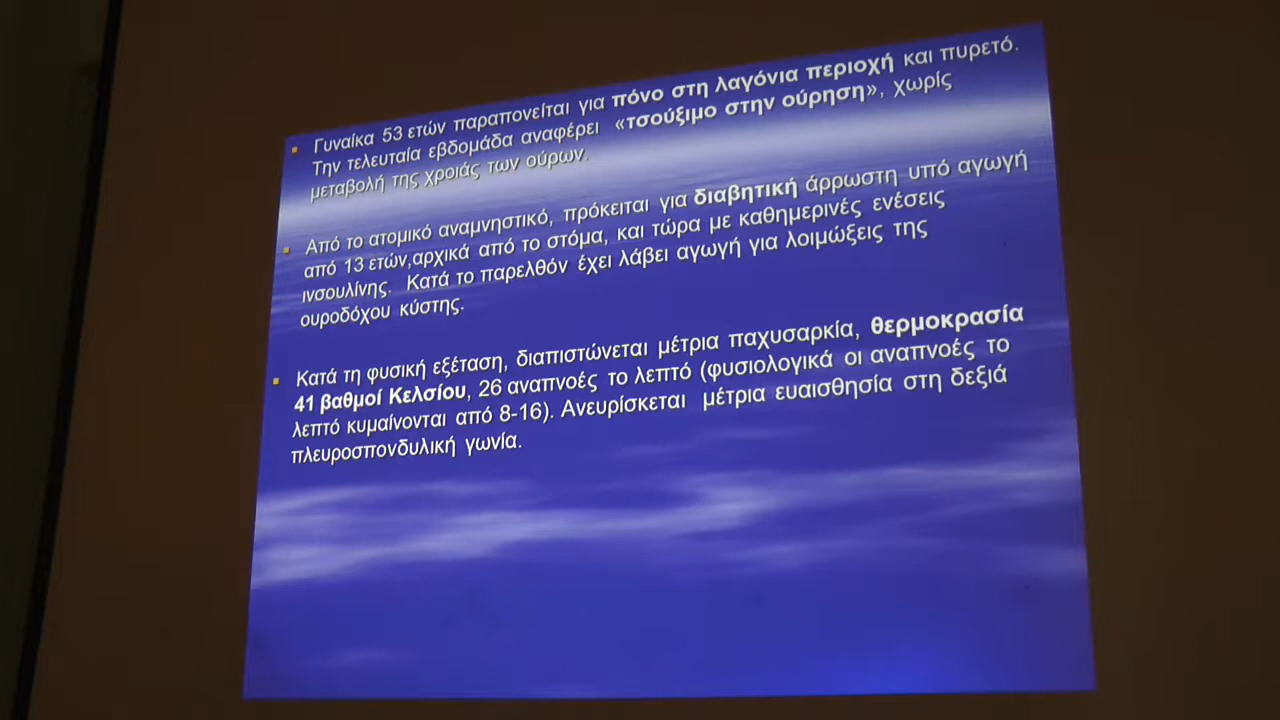 Γυναίκα 53 ετών παραπονείται για πόνο στη λαγόνια περιοχή και πυρετό.
Την τελευταία εβδομάδα αναφέρει «τσούξιμο στην ούρηση», χωρίς
μεταβολή της χροιάς των ούρων.
Από το ατομικό αναμνηστικό, πρόκειται για διαβητική άρρωστη υπό αγωγή
από 13 ετών,αρχικά από το στόμα, και τώρα με καθημερινές ενέσεις
ινσουλίνης. Κατά το παρελθόν έχει λάβει αγωγή για λοιμώξεις της
ουροδόχου κύστης.
Κατά τη φυσική εξέταση, διαπιστώνεται μέτρια παχυσαρκία, θερμοκρασία
41 βαθμοί Κελσίου, 26 αναπνοές το λεπτό (φυσιολογικά οι αναπνοές το
λεπτό κυμαίνονται από 8-16). Ανευρίσκεται μέτρια ευαισθησία στη δεξιά
πλευροσπονδυλική γωνία.